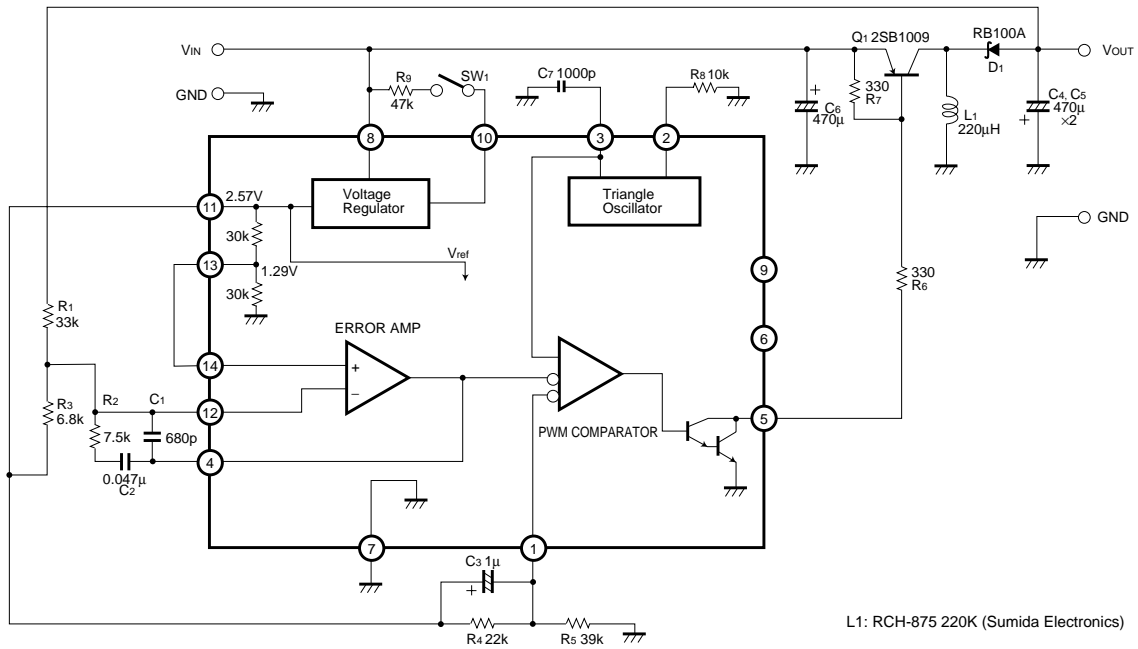 VIN
GND
R9
47k
SW1
C7 1000p
R8 10k
Q1 2SB1009
RB100A
D1
VOUT
+
C6
470μ
330
R7
L1
220μH
C4, C5
470μ
×2
+
GND
8
10
3
2
Voltage
Regulator
Triangle
Oscillator
11
2.57V
30k
13
1.29V
30k
Vref
9
330
R6
6
R1
33k
ERROR AMP
14
+
12
–
R3
6.8k
R2
7.5k
C1
680p
0.047μ
C2
4
PWM COMPARATOR
5
7
1
C3 1μ
+
R4 22k
R5 39k
L1: RCH-875 220K (Sumida Electronics)